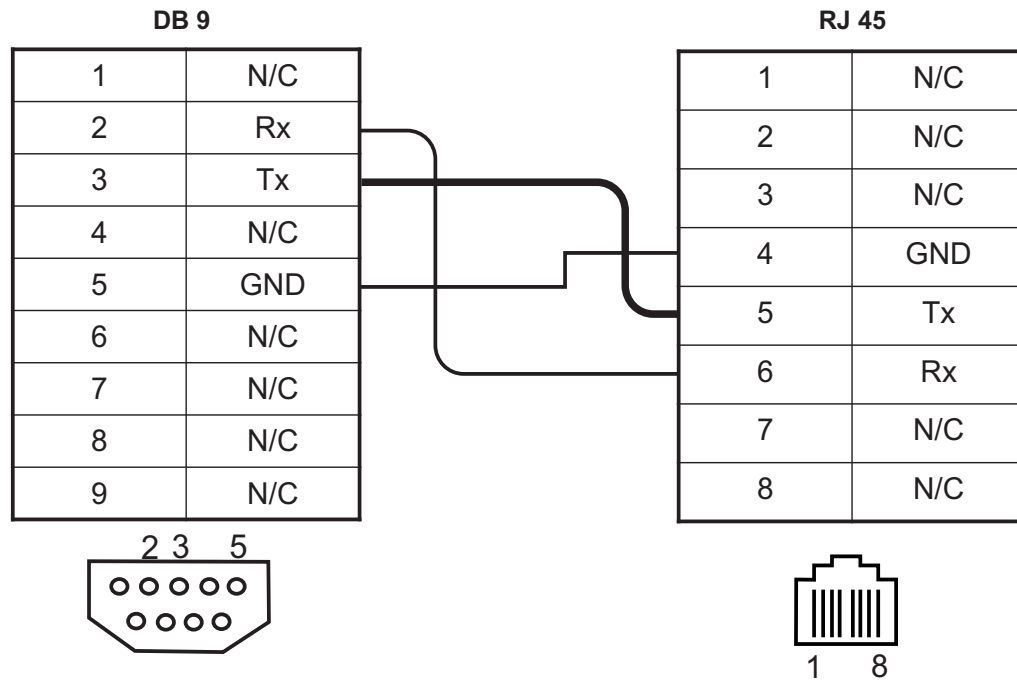 DB 9
1 N/C
2 Rx
3 Tx
4 N/C
5 GND
6 N/C
7 N/C
8 N/C
9 N/C
2 3 5
RJ 45
1 N/C
2 N/C
3 N/C
4 GND
5 Tx
6 Rx
7 N/C
8 N/C
1 8